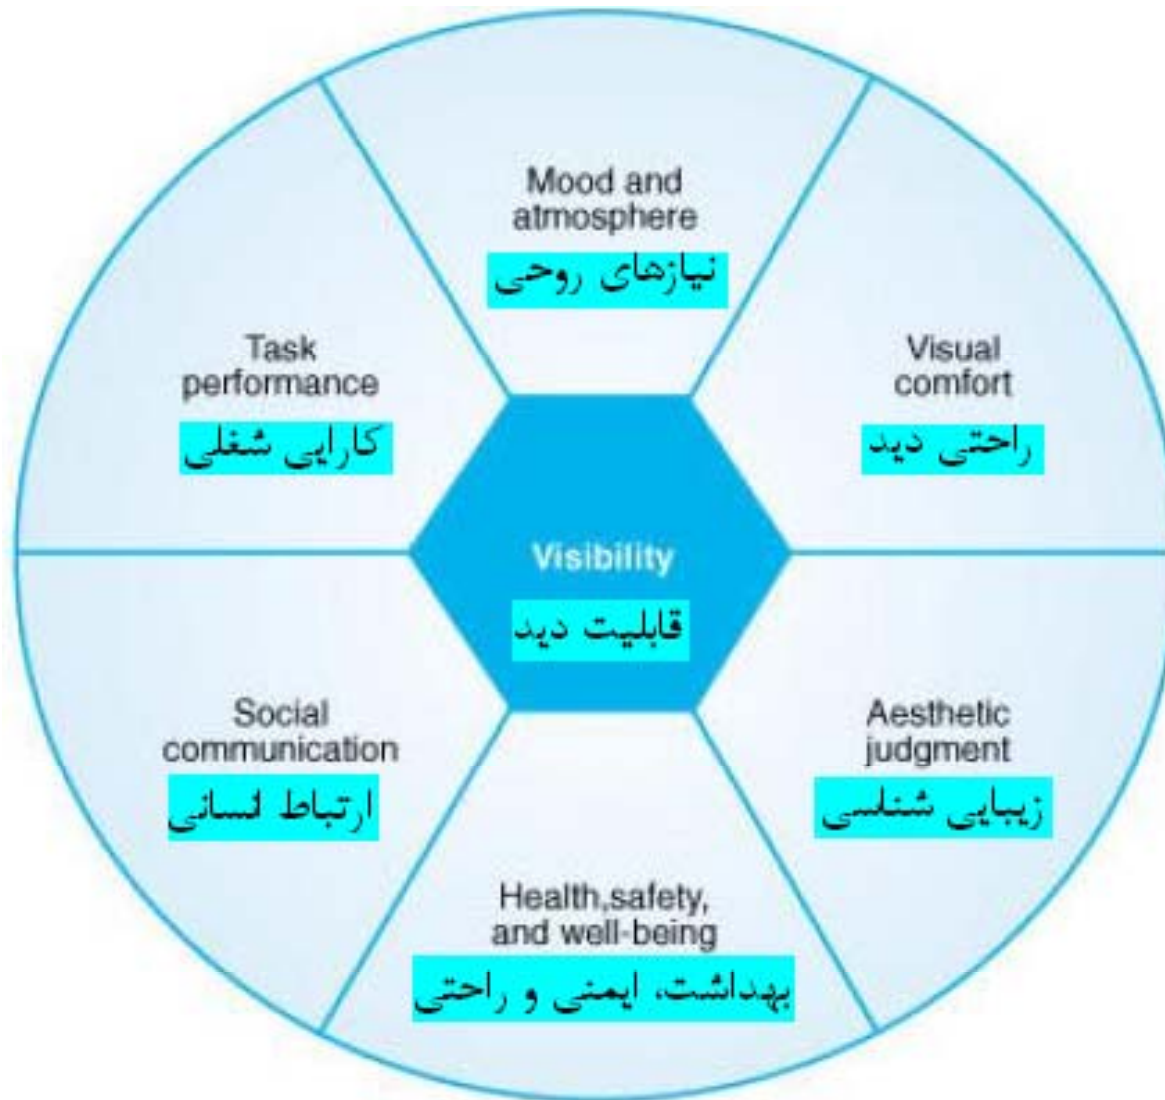 Mood and
atmosphere
نیازهای روحی
Task
performance
کارایی شغلی
Visual
comfort
راحتی دید
Visibility
قابلیت دید
Social
communication
ارتباط انسانی
Aesthetic
judgment
زیبایی شناسی
Health,safety,
and well-being
بهداشت، ایمنی و راحتی